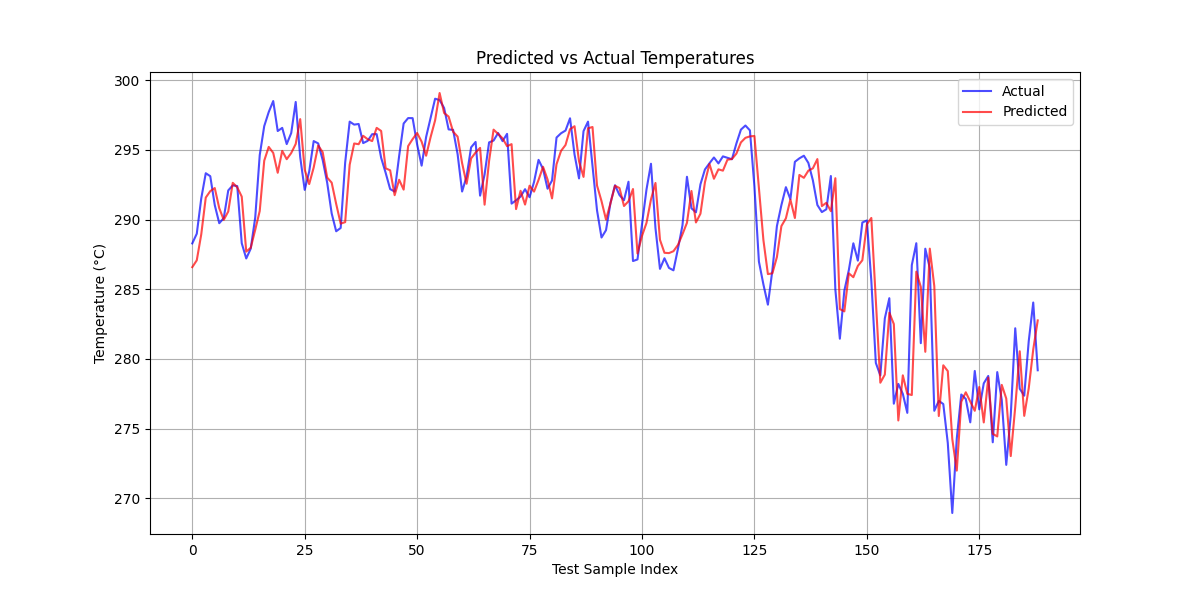 Predicted vs Actual Temperatures
Actual
Predicted
Temperature (°C)
300
295
290
285
280
275
270
0 25 50 75 100 125 150 175
Test Sample Index